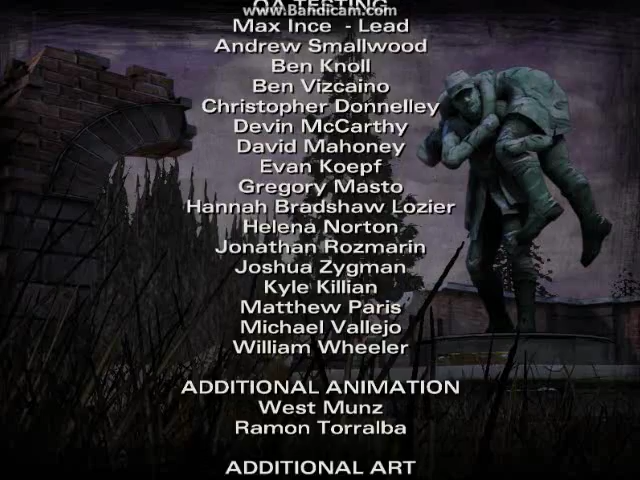 www.Bandicam.com
QA TESTING
Max Ince - Lead
Andrew Smallwood
Ben Knoll
Ben Vizcaino
Christopher Donnelley
Devin McCarthy
David Mahoney
Evan Koepf
Gregory Masto
Hannah Bradshaw Lozier
Helena Norton
Jonathan Rozmarin
Joshua Zygman
Kyle Killian
Matthew Paris
Michael Vallejo
William Wheeler
ADDITIONAL ANIMATION
West Munz
Ramon Torralba
ADDITIONAL ART